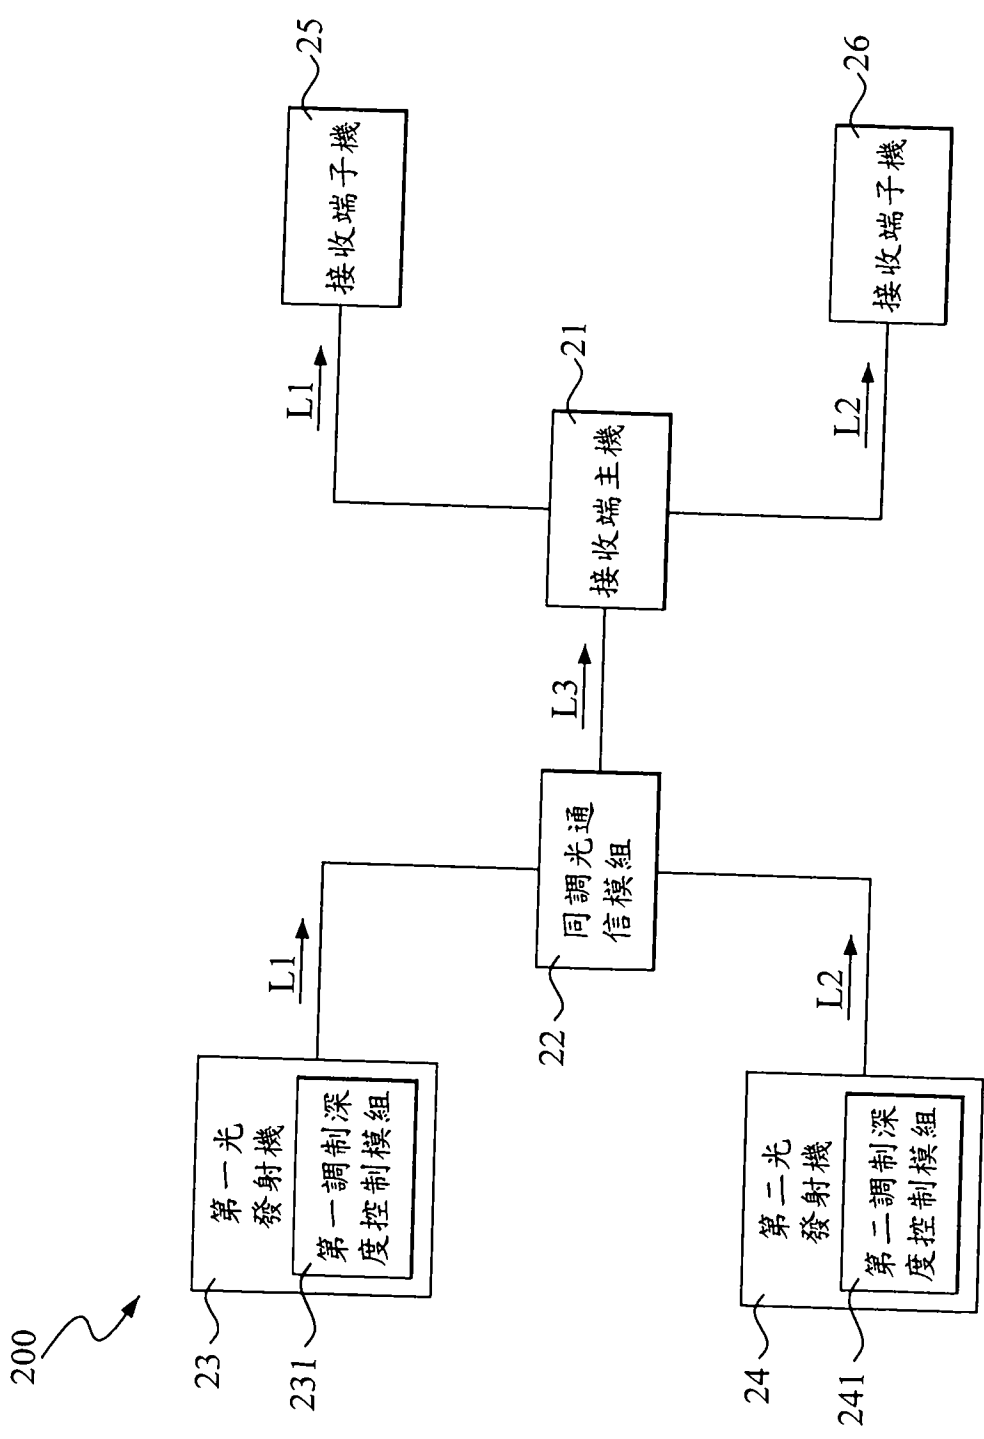 200
23
第一光
發射機
231
第一調制深
度控制模組
L1
25
接收端子機
L1
22
同調光通
信模組
L3
21
接收端主機
24
第二光
發射機
241
第二調制深
度控制模組
L2
L2
26
接收端子機